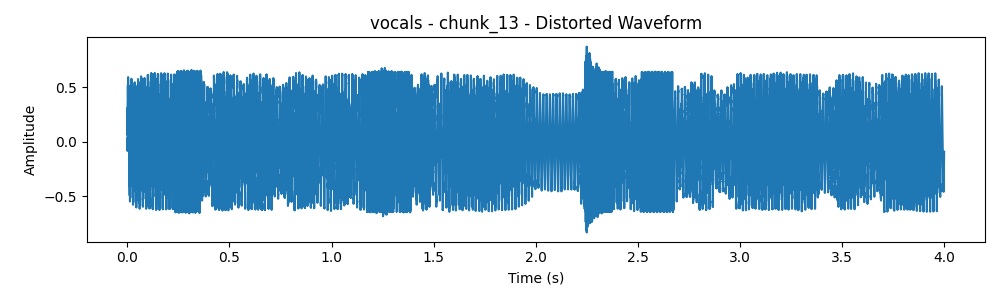 vocals - chunk_13 - Distorted Waveform
Amplitude
0.5
0.0
−0.5
0.0 0.5 1.0 1.5 2.0 2.5 3.0 3.5 4.0
Time (s)